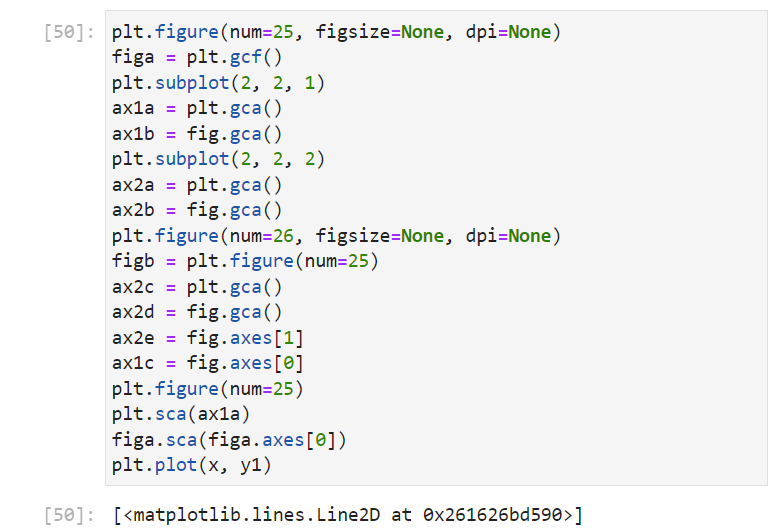 [50]: plt.figure(num=25, figsize=None, dpi=None)
figa = plt.gcf()
plt.subplot(2, 2, 1)
ax1a = plt.gca()
ax1b = fig.gca()
plt.subplot(2, 2, 2)
ax2a = plt.gca()
ax2b = fig.gca()
plt.figure(num=26, figsize=None, dpi=None)
figb = plt.figure(num=25)
ax2c = plt.gca()
ax2d = fig.gca()
ax2e = fig.axes[1]
ax1c = fig.axes[0]
plt.figure(num=25)
plt.sca(ax1a)
figa.sca(figa.axes[0])
plt.plot(x, y1)
[50]: [<matplotlib.lines.Line2D at 0x261626bd590>]